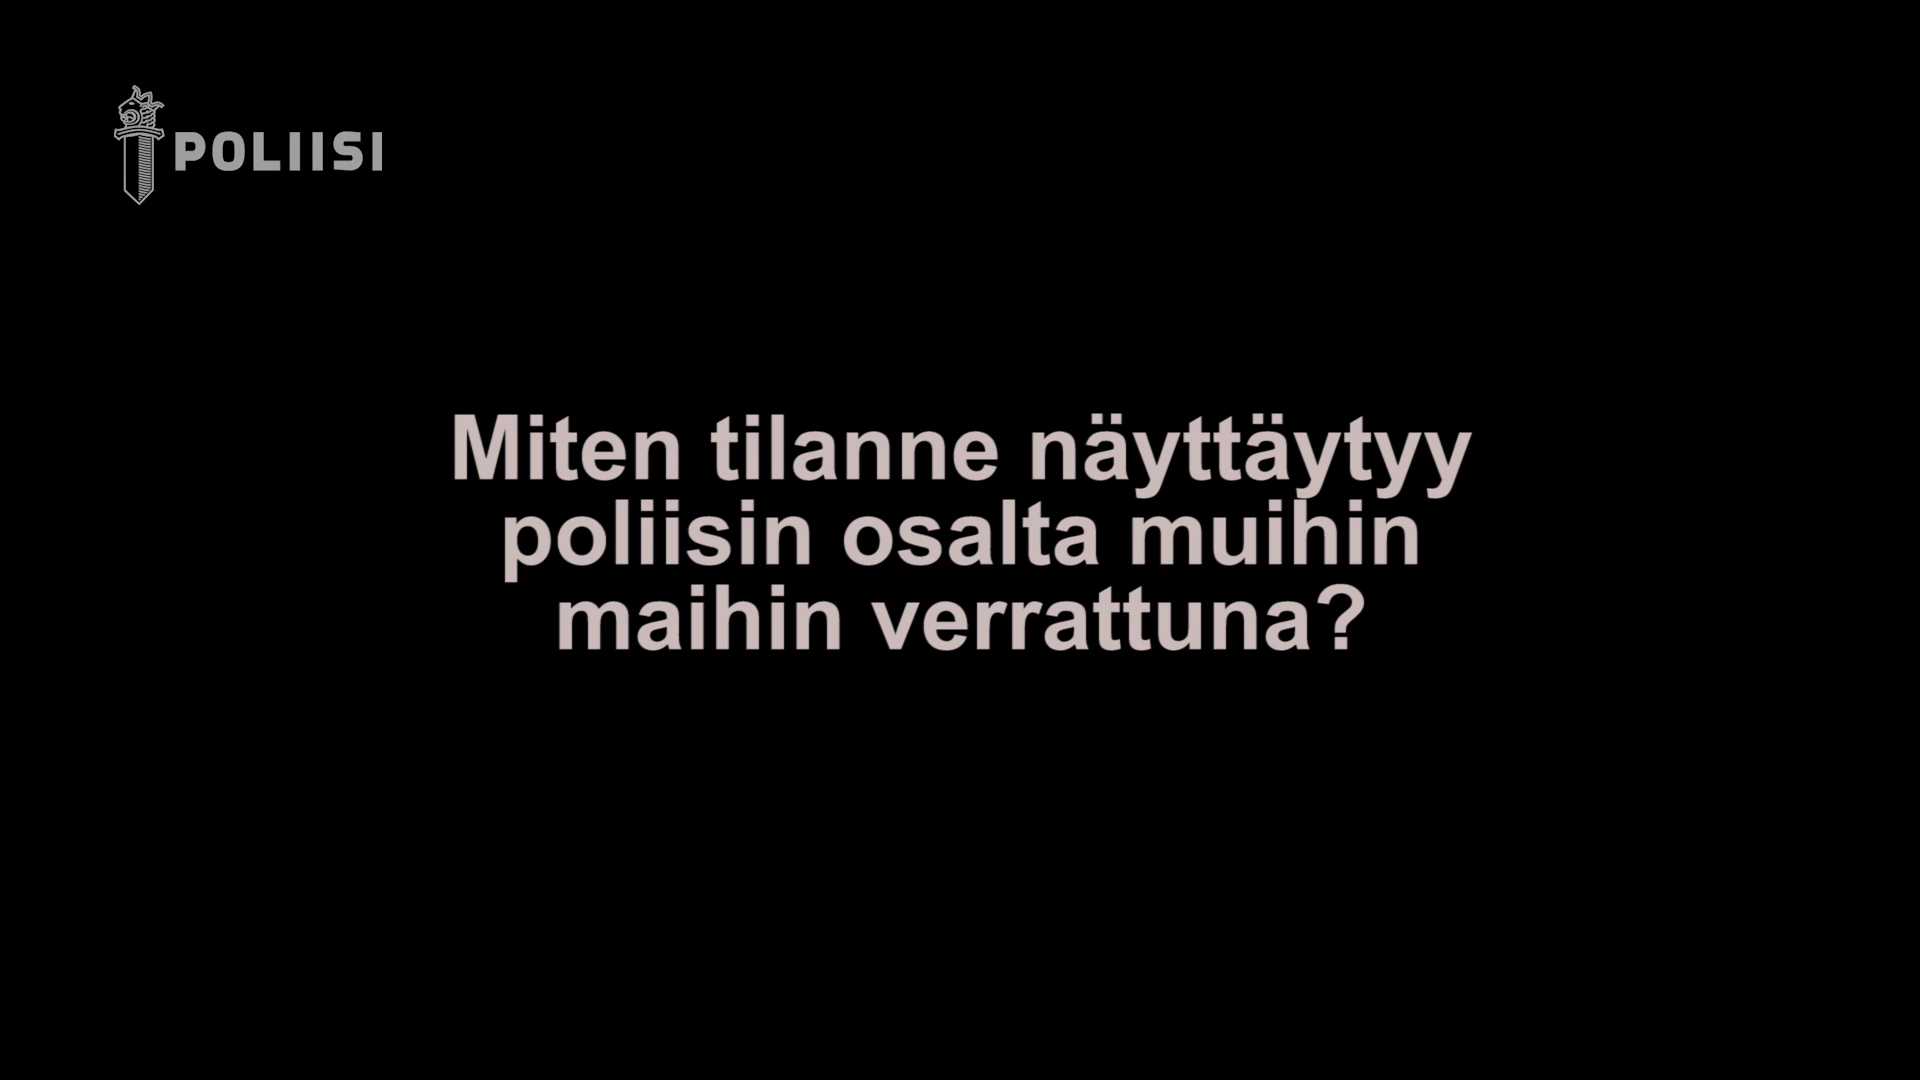 POLIISI
Miten tilanne näyttäytyy
poliisin osalta muihin
maihin verrattuna?